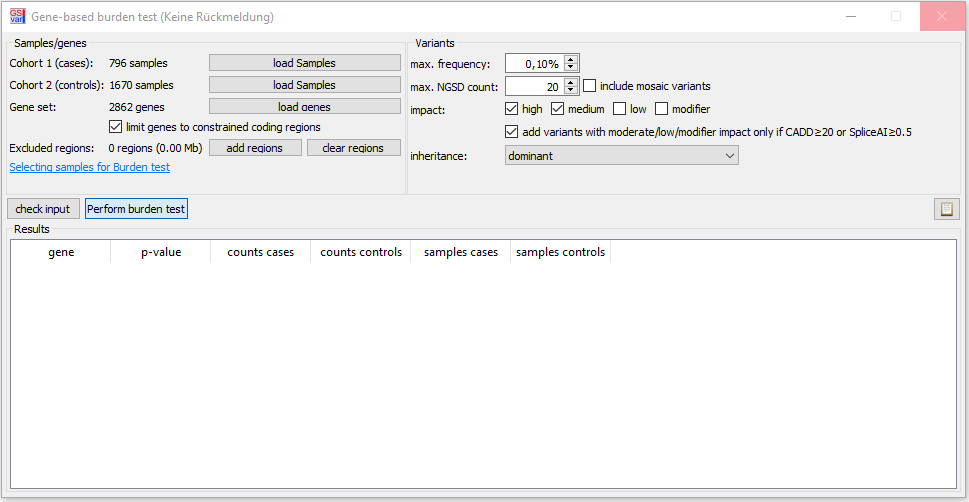 GS
var
Gene-based burden test (Keine Rückmeldung)
Samples/genes
Cohort 1 (cases): 796 samples load Samples
Cohort 2 (controls): 1670 samples load Samples
Gene set: 2862 genes load genes
limit genes to constrained coding regions
Excluded regions: 0 regions (0.00 Mb) add regions clear regions
Selecting samples for Burden test
Variants
max. frequency: 0,10%
max. NGSD count: 20 include mosaic variants
impact: high medium low modifier
add variants with moderate/low/modifier impact only if CADD≥20 or SpliceAI≥0.5
inheritance: dominant
check input Perform burden test
Results
gene p-value counts cases counts controls samples cases samples controls